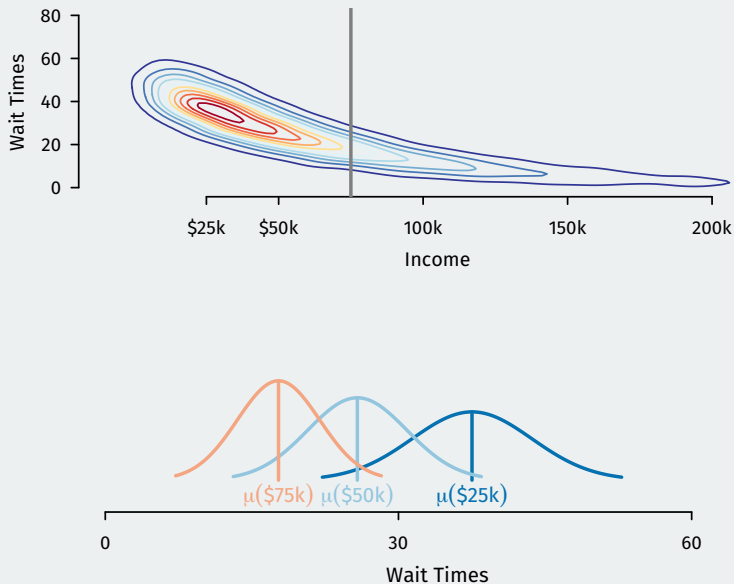 80
60
40
20
0
Wait Times
$25k $50k 100k 150k 200k
Income
μ($75k) μ($50k) μ($25k)
0 30 60
Wait Times